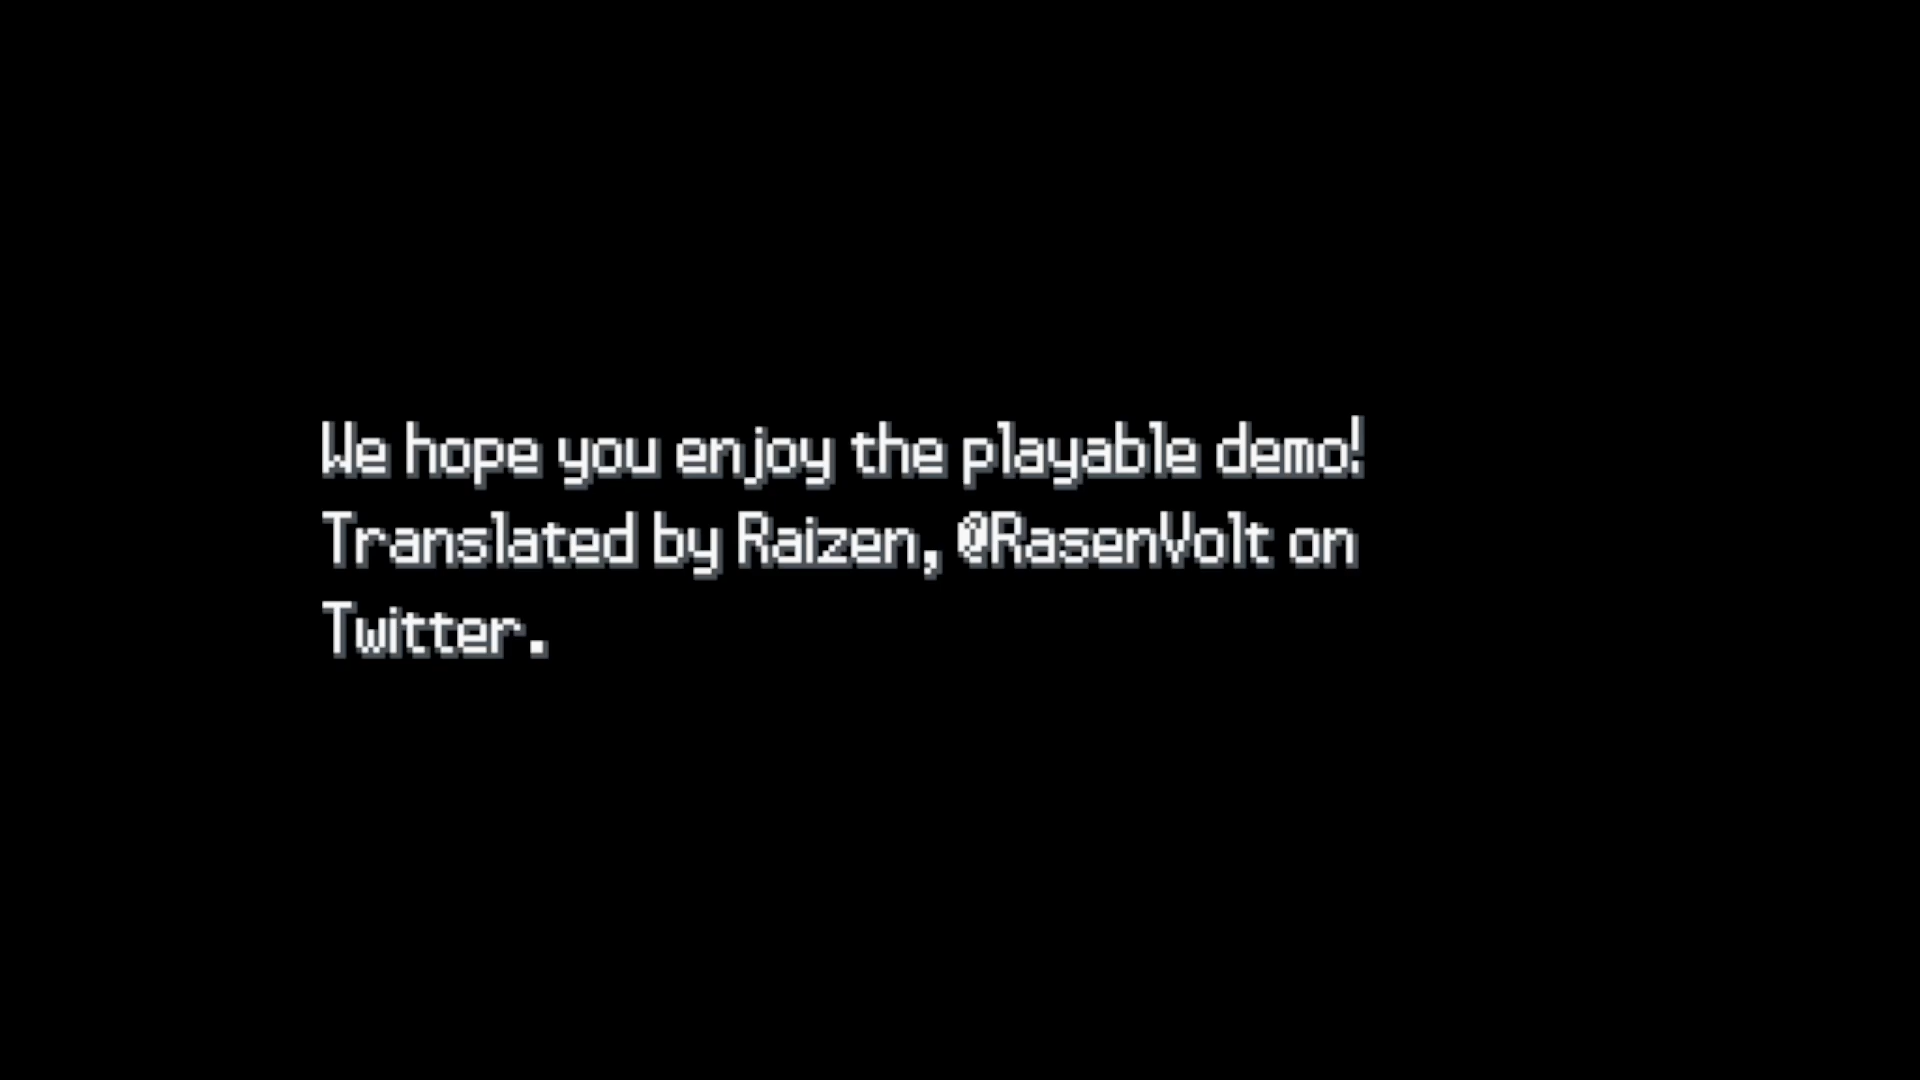 We hope you enjoy the playable demo!
Translated by Raizen, @RasenVolt on
Twitter.